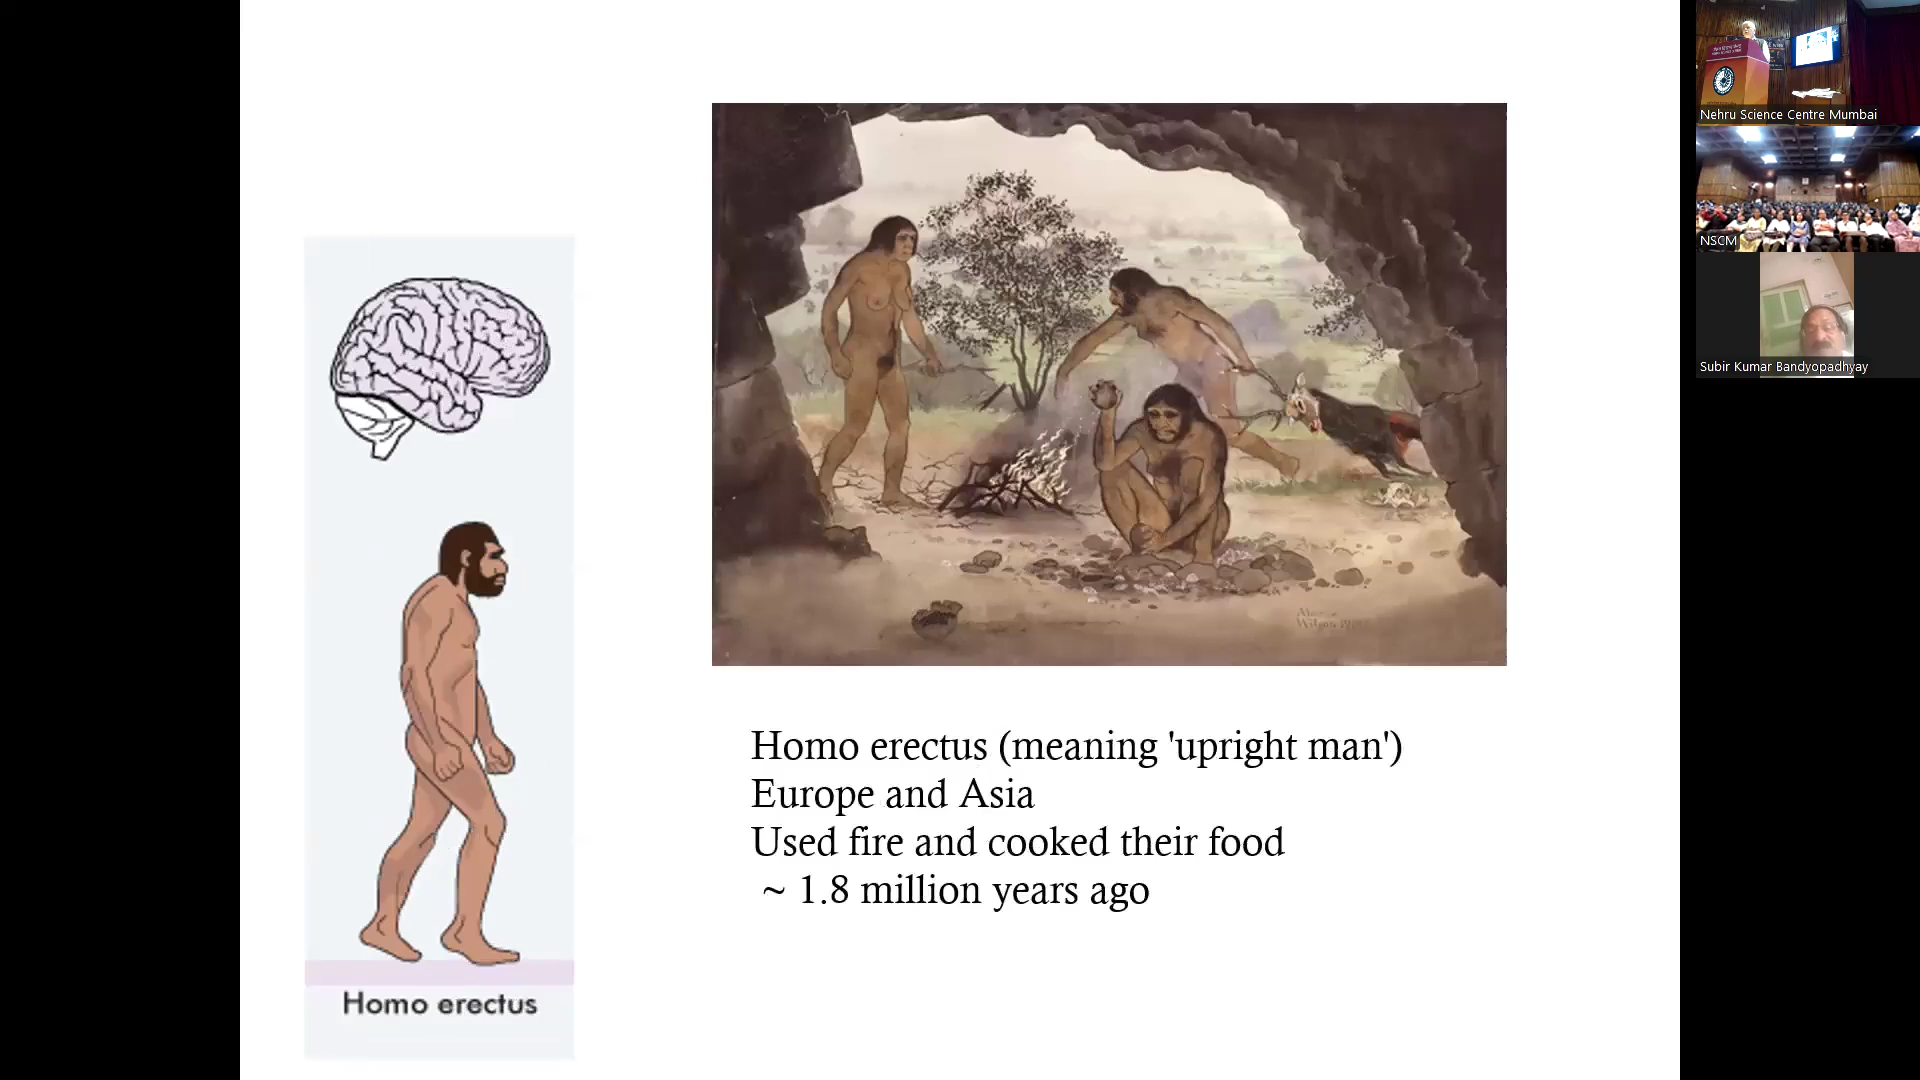 Homo erectus
Homo erectus (meaning 'upright man')
Europe and Asia
Used fire and cooked their food
~ 1.8 million years ago
Nehru Science Centre Mumbai
NSCM
Subir Kumar Bandyopadhyay